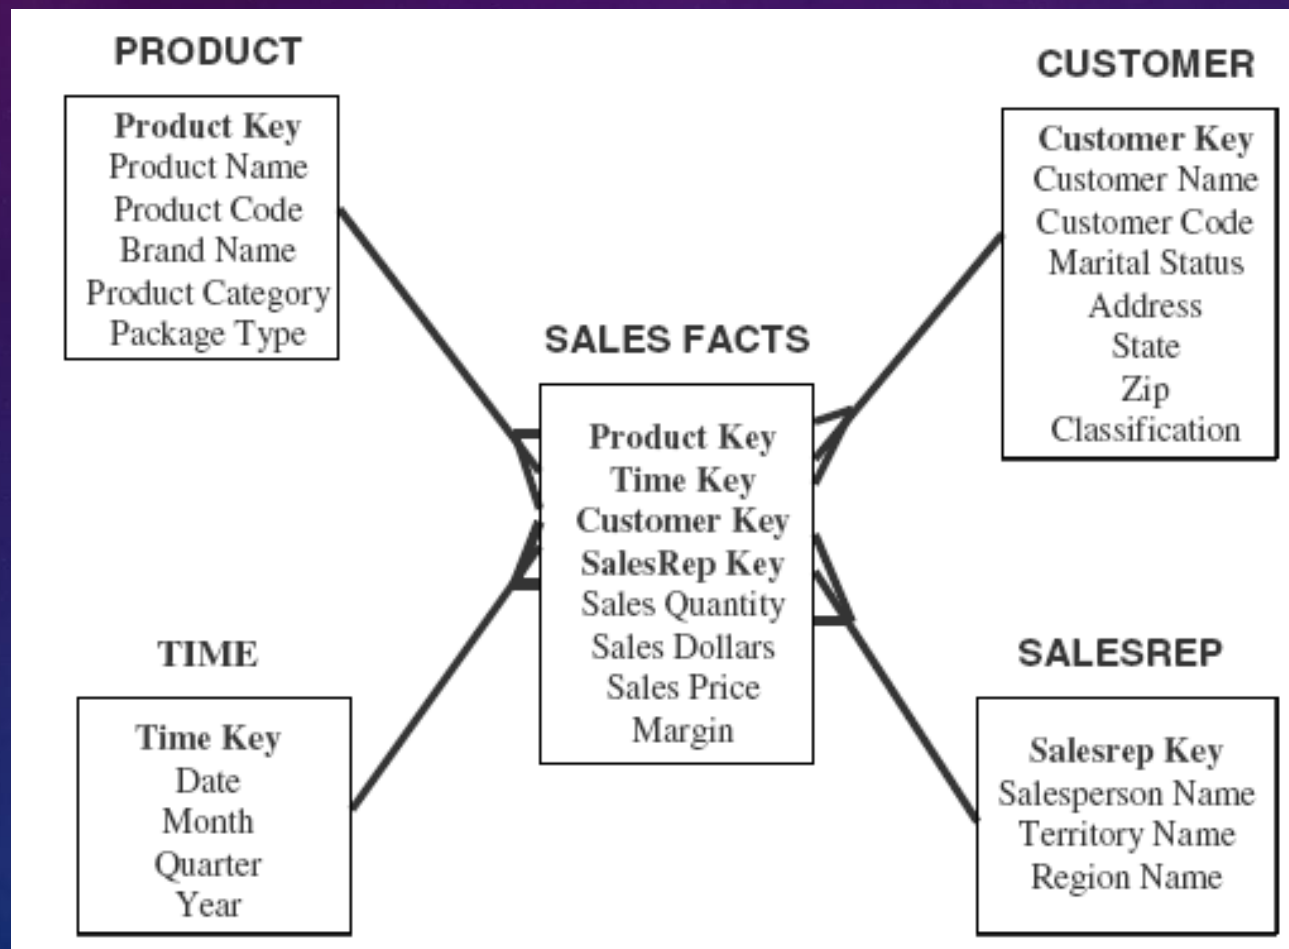 PRODUCT
Product Key
Product Name
Product Code
Brand Name
Product Category
Package Type
CUSTOMER
Customer Key
Customer Name
Customer Code
Marital Status
Address
State
Zip
Classification
SALES FACTS
Product Key
Time Key
Customer Key
SalesRep Key
Sales Quantity
Sales Dollars
Sales Price
Margin
TIME
Time Key
Date
Month
Quarter
Year
SALESREP
Salesrep Key
Salesperson Name
Territory Name
Region Name